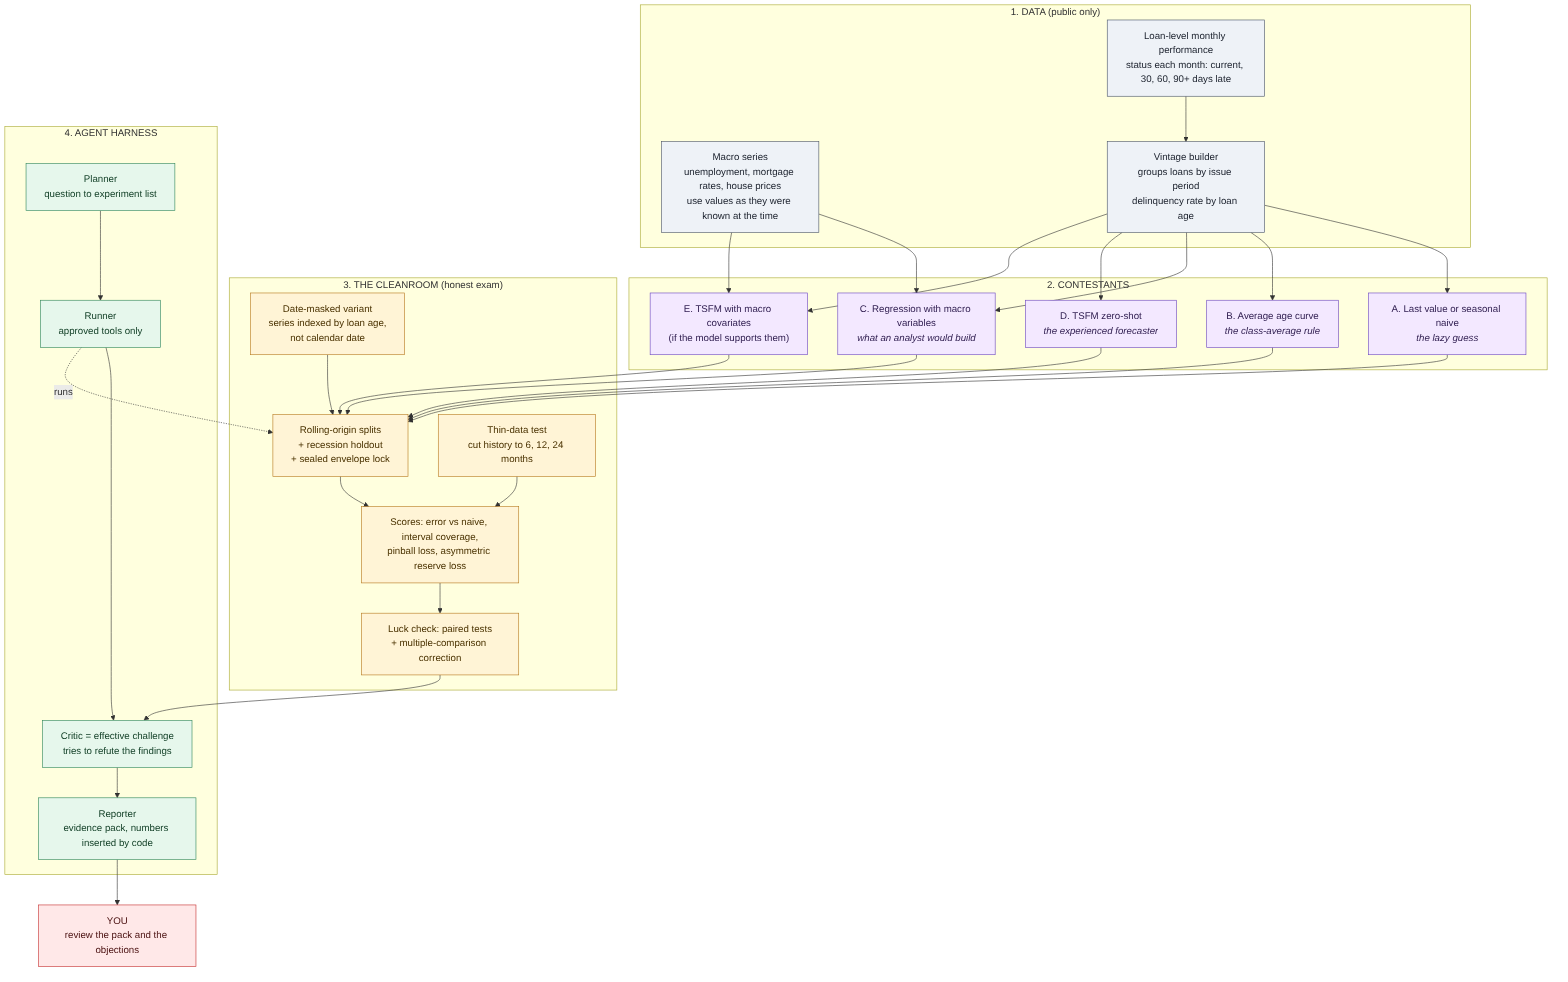 1. DATA (public only)
Loan-level monthly
performance
status each month: current,
30, 60, 90+ days late
Macro series
unemployment, mortgage
rates, house prices
use values as they were
known at the time
Vintage builder
groups loans by issue
period
delinquency rate by loan
age
2. CONTESTANTS
E. TSFM with macro
covariates
(if the model supports them)
C. Regression with macro
variables
what an analyst would build
D. TSFM zero-shot
the experienced forecaster
B. Average age curve
the class-average rule
A. Last value or seasonal
naive
the lazy guess
3. THE CLEANROOM (honest exam)
Date-masked variant
series indexed by loan age,
not calendar date
Rolling-origin splits
+ recession holdout
+ sealed envelope lock
Thin-data test
cut history to 6, 12, 24
months
Scores: error vs naive,
interval coverage,
pinball loss, asymmetric
reserve loss
Luck check: paired tests
+ multiple-comparison
correction
4. AGENT HARNESS
Planner
question to experiment list
Runner
approved tools only
runs
Critic = effective challenge
tries to refute the findings
Reporter
evidence pack, numbers
inserted by code
YOU
review the pack and the
objections